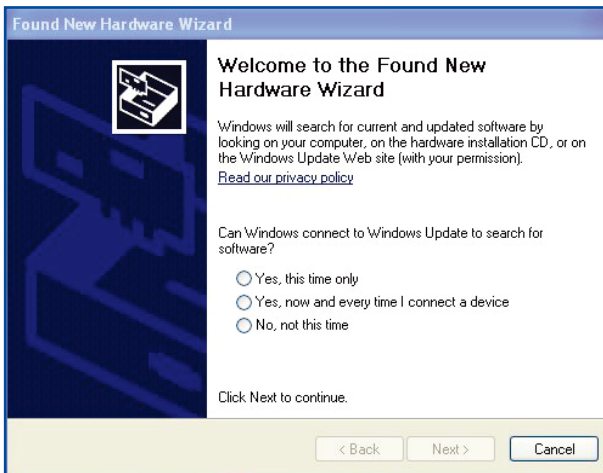 Found New Hardware Wizard
Welcome to the Found New
Hardware Wizard
Windows will search for current and updated software by
looking on your computer, on the hardware installation CD, or on
the Windows Update Web site (with your permission).
Read our privacy policy
Can Windows connect to Windows Update to search for
software?
Yes, this time only
Yes, now and every time I connect a device
No, not this time
Click Next to continue.
< Back Next > Cancel